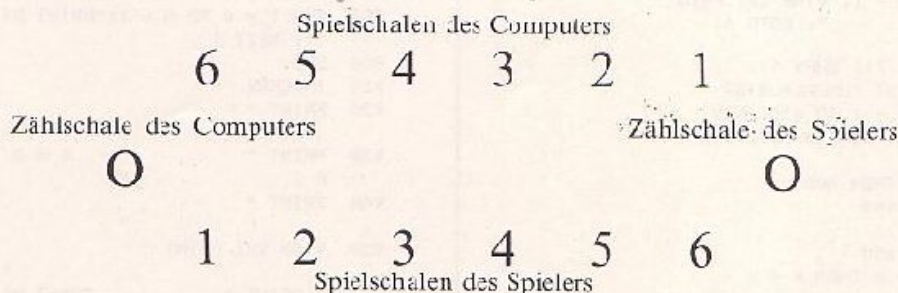 Spielschalen des Computers
6 5 4 3 2 1
Zählschale des Computers Zählschale des Spielers
O O
1 2 3 4 5 6
Spielschalen des Spielers